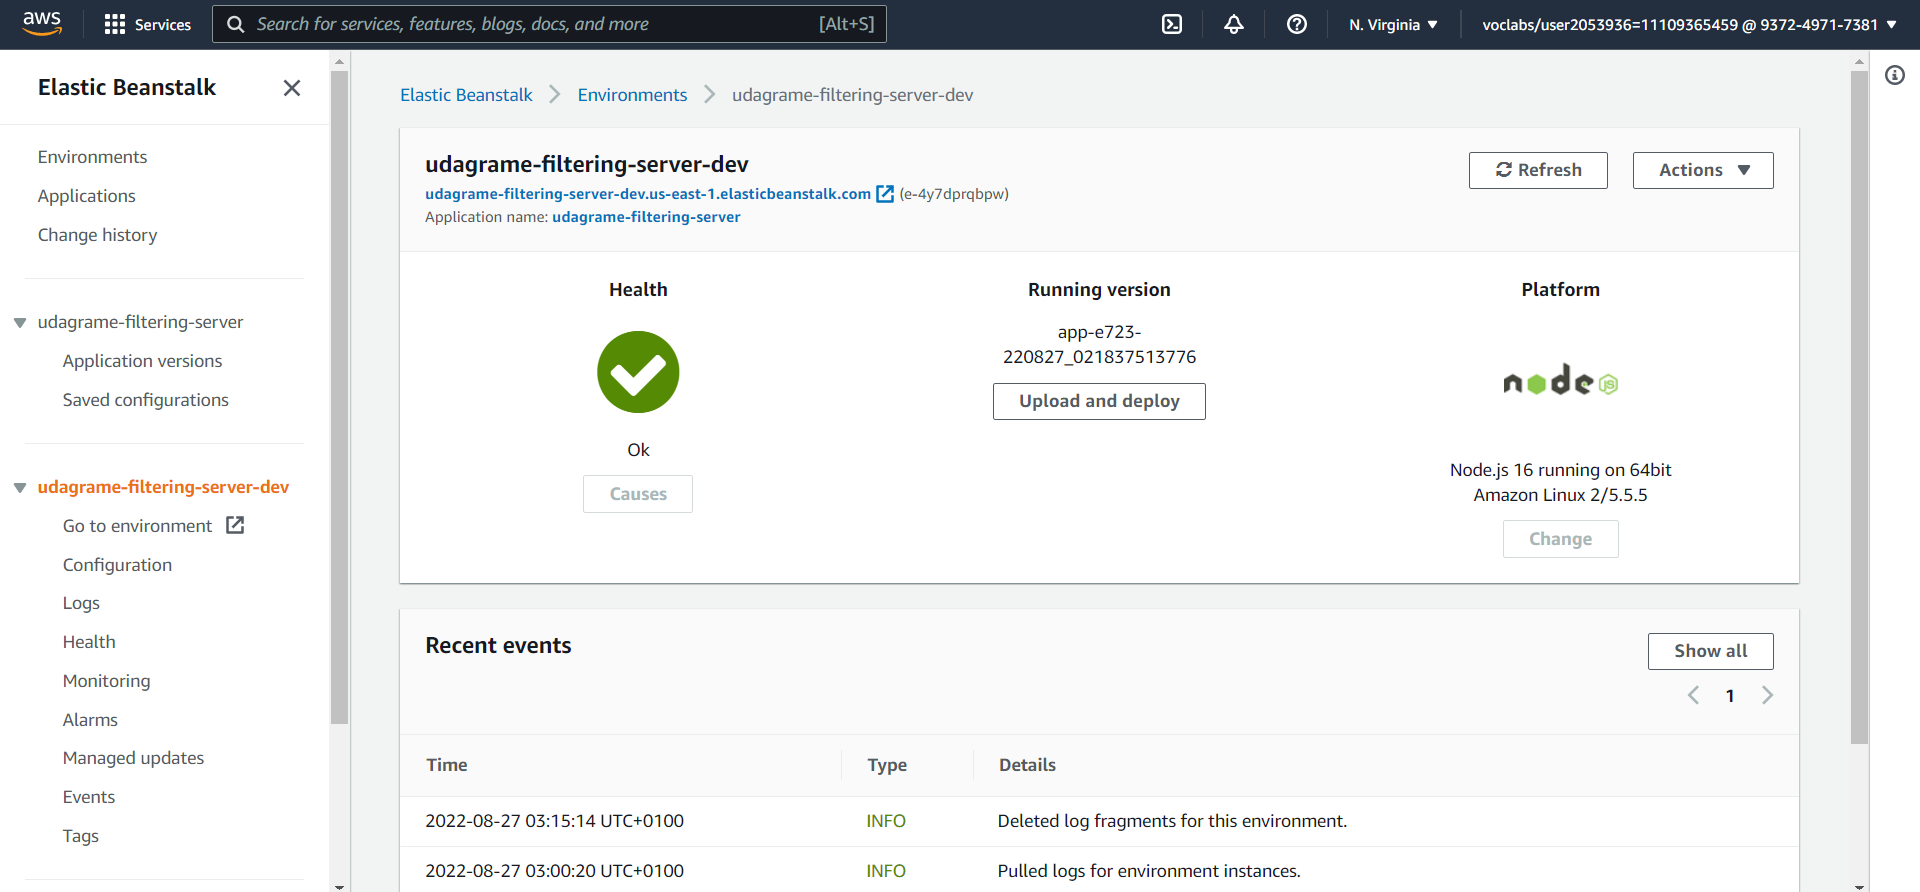 aws
Services
Search for services, features, blogs, docs, and more [Alt+S]
N. Virginia
voclabs/user2053936=11109365459 @ 9372-4971-7381
Elastic Beanstalk
Environments
Applications
Change history
udagrame-filtering-server
Application versions
Saved configurations
udagrame-filtering-server-dev
Go to environment
Configuration
Logs
Health
Monitoring
Alarms
Managed updates
Events
Tags
Elastic Beanstalk > Environments > udagrame-filtering-server-dev
udagrame-filtering-server-dev
udagrame-filtering-server-dev.us-east-1.elasticbeanstalk.com (e-4y7dprqbpw)
Application name: udagrame-filtering-server
Refresh
Actions
Health
Ok
Causes
Running version
app-e723-
220827_021837513776
Upload and deploy
Platform
node JS
Node.js 16 running on 64bit
Amazon Linux 2/5.5.5
Change
Recent events
Show all
1
Time Type Details
2022-08-27 03:15:14 UTC+0100 INFO Deleted log fragments for this environment.
2022-08-27 03:00:20 UTC+0100 INFO Pulled logs for environment instances.